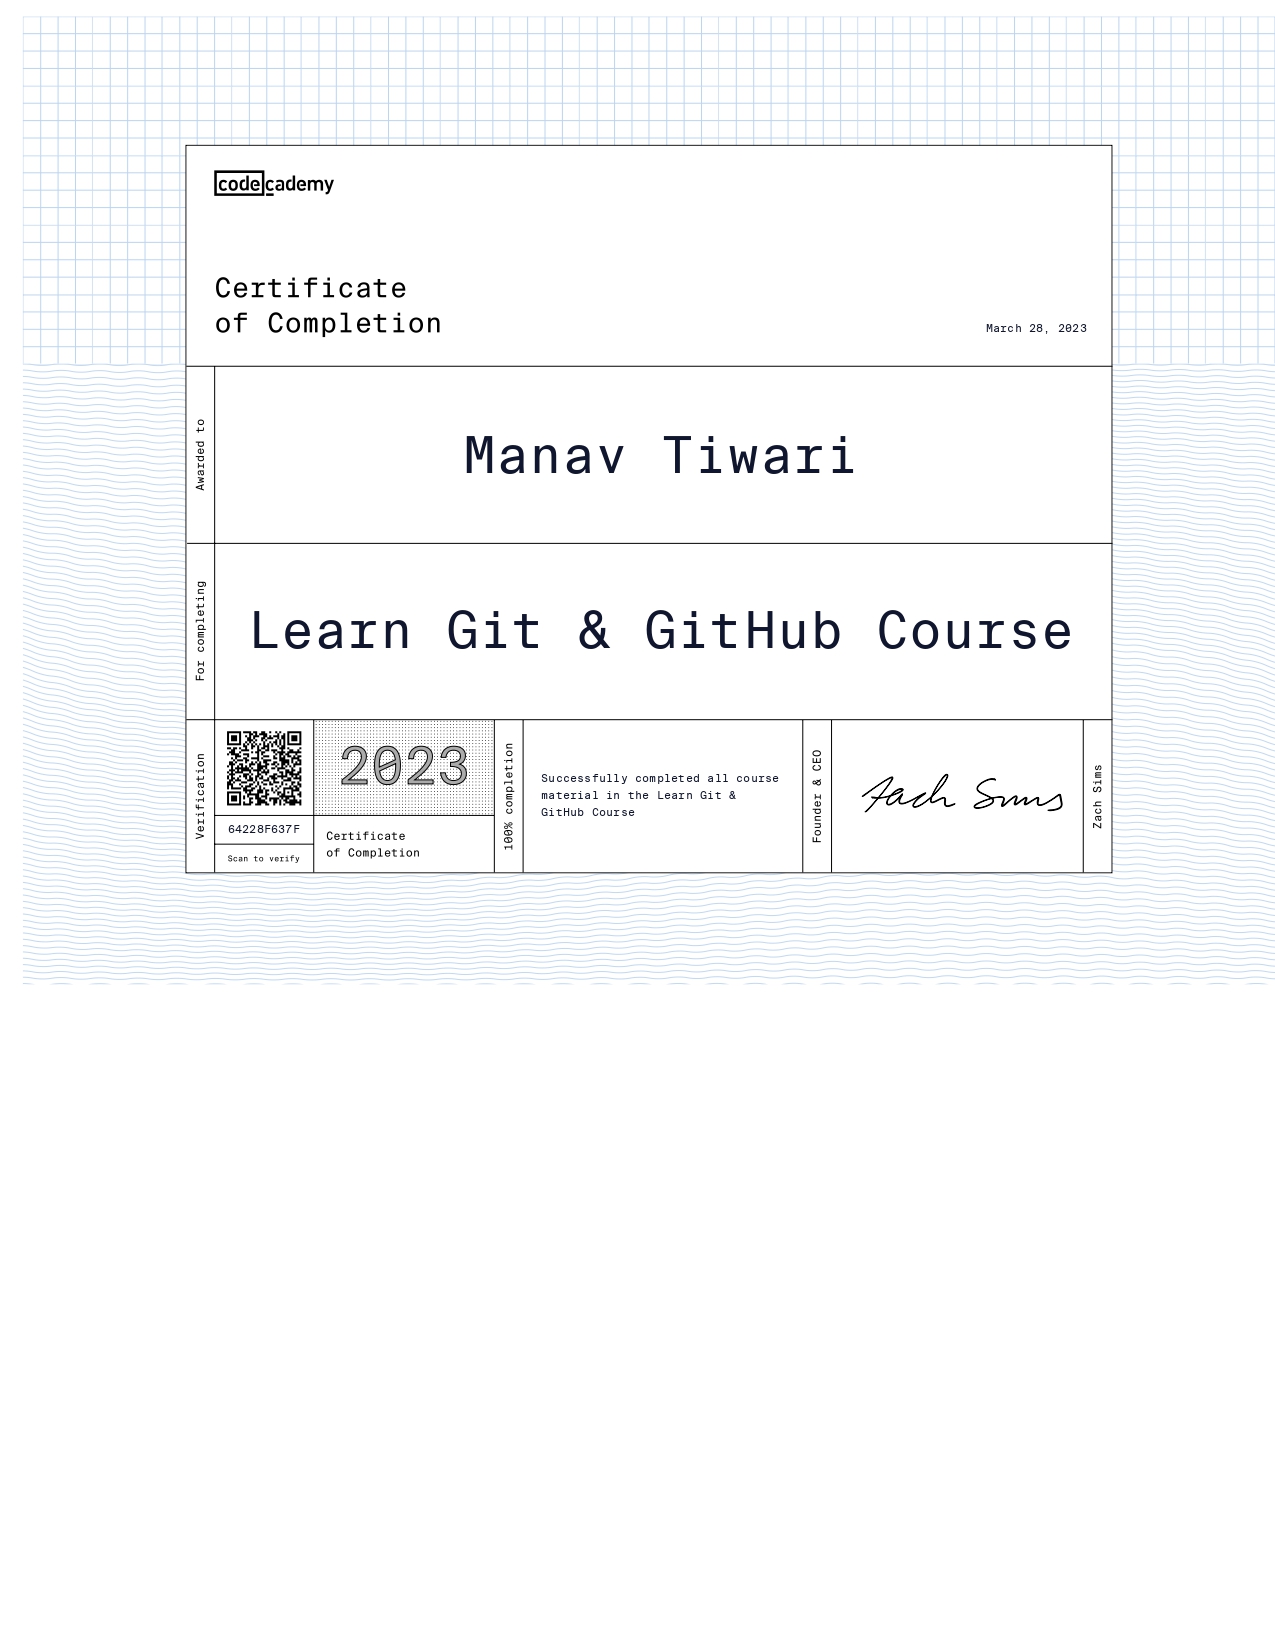 codecademy
Certificate
of Completion
March 28, 2023
Awarded to
Manav Tiwari
For completing
Learn Git & GitHub Course
Verification
64228F637F
Scan to verify
2023
Certificate
of Completion
100% completion
Successfully completed all course
material in the Learn Git &
GitHub Course
Founder & CEO
Zach Sims
Zach Sims